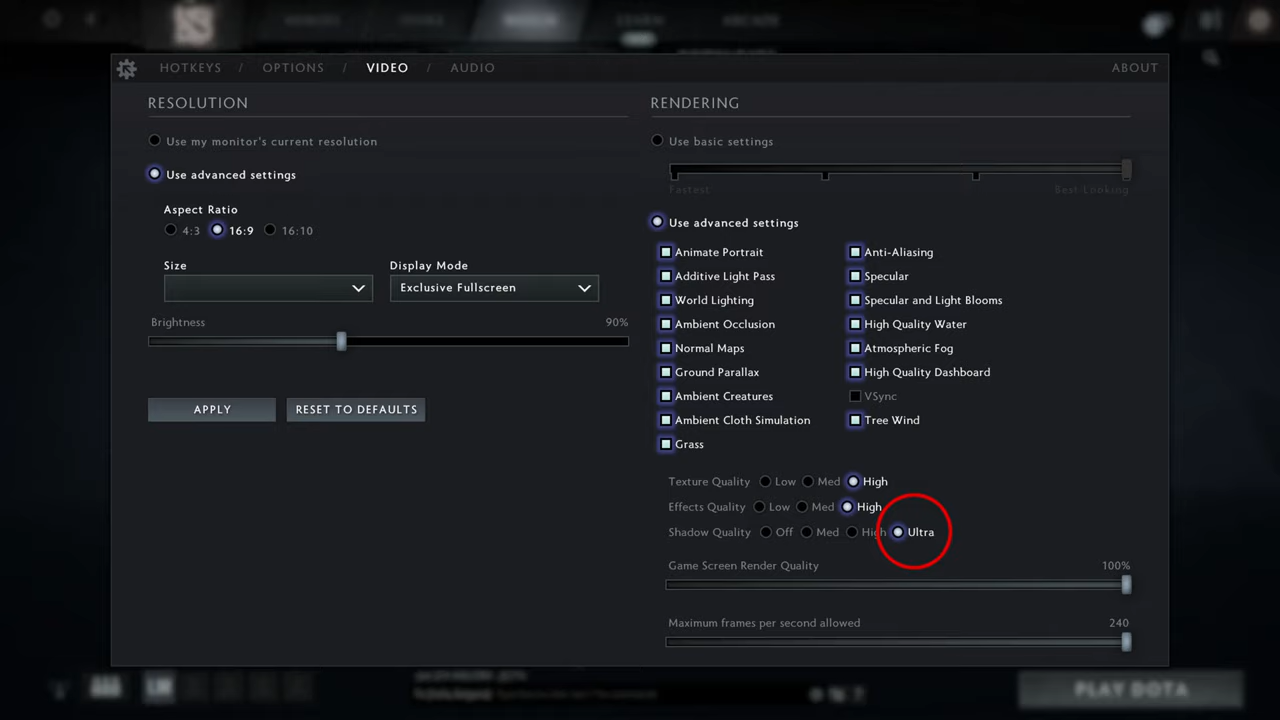 HOTKEYS / OPTIONS / VIDEO / AUDIO ABOUT
RESOLUTION
Use my monitor's current resolution
Use advanced settings
Aspect Ratio
4:3 16:9 16:10
Size
Display Mode
Exclusive Fullscreen
Brightness 90%
APPLY RESET TO DEFAULTS
RENDERING
Use basic settings
Fastest Best Looking
Use advanced settings
Animate Portrait
Additive Light Pass
World Lighting
Ambient Occlusion
Normal Maps
Ground Parallax
Ambient Creatures
Ambient Cloth Simulation
Grass
Anti-Aliasing
Specular
Specular and Light Blooms
High Quality Water
Atmospheric Fog
High Quality Dashboard
VSync
Tree Wind
Texture Quality Low Med High
Effects Quality Low Med High
Shadow Quality Off Med High Ultra
Game Screen Render Quality 100%
Maximum frames per second allowed 240
PLAY DOTA